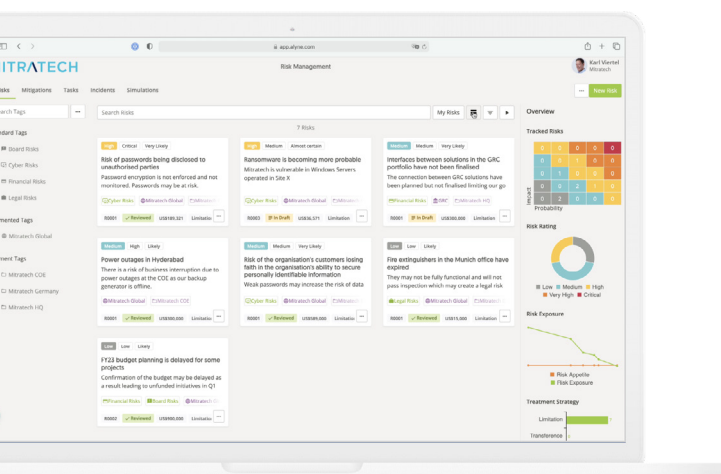 app.alyne.com
MITRATECH
Risk Management
Karl Viertel
Mitratech
Mitigations Tasks Incidents Simulations
New Risk
Search Risks
My Risks
Overview
7 Risks
Tracked Risks
Board Risks
Cyber Risks
Financial Risks
Legal Risks
Mitratech Global
Mitratech COE
Mitratech Germany
Mitratech HQ
High Critical Very Likely
Risk of passwords being disclosed to
unauthorised parties
Password encryption is not enforced and not
monitored. Passwords may be at risk.
Cyber Risks Mitratech Global
R0001 Reviewed US$189,321
High Medium Almost certain
Ransomware is becoming more probable
Mitratech is vulnerable in Windows Servers
operated in Site X
Cyber Risks Mitratech Global
R0003 In Draft US$36,571 Limitation
Medium Medium Very Likely
Interfaces between solutions in the GRC
portfolio have not been finalised
The connection between GRC solutions have
been planned but not finalised limiting our go
Financial Risks GRC Mitratech HQ
R0001 In Draft US$300,000 Limitation
Medium High Likely
Power outages in Hyderabad
There is a risk of business interruption due to
power outages at the COE as our backup
generator is offline.
Mitratech Global Mitratech COE
R0001 Reviewed US$300,000
Medium Medium Very Likely
Risk of the organisation's customers losing
faith in the organisation's ability to secure
personally identifiable information
Weak passwords may increase the risk of data
Cyber Risks Mitratech Global
R0001 Reviewed US$589,000
Low Low Likely
Fire extinguishers in the Munich office have
expired
They may not be fully functional and will not
pass inspection which may create a legal risk
Legal Risks Mitratech Global
R0001 Reviewed US$15,000
Low Low Likely
FY23 budget planning is delayed for some
projects
Confirmation of the budget may be delayed as
a result leading to unfunded initiatives in Q1
Financial Risks Board Risks Mitratech
R0002 Reviewed US$500,000
Impact
Probability
Risk Rating
Low Medium High
Very High Critical
Risk Exposure
Risk Appetite
Risk Exposure
Treatment Strategy
Limitation
Transference